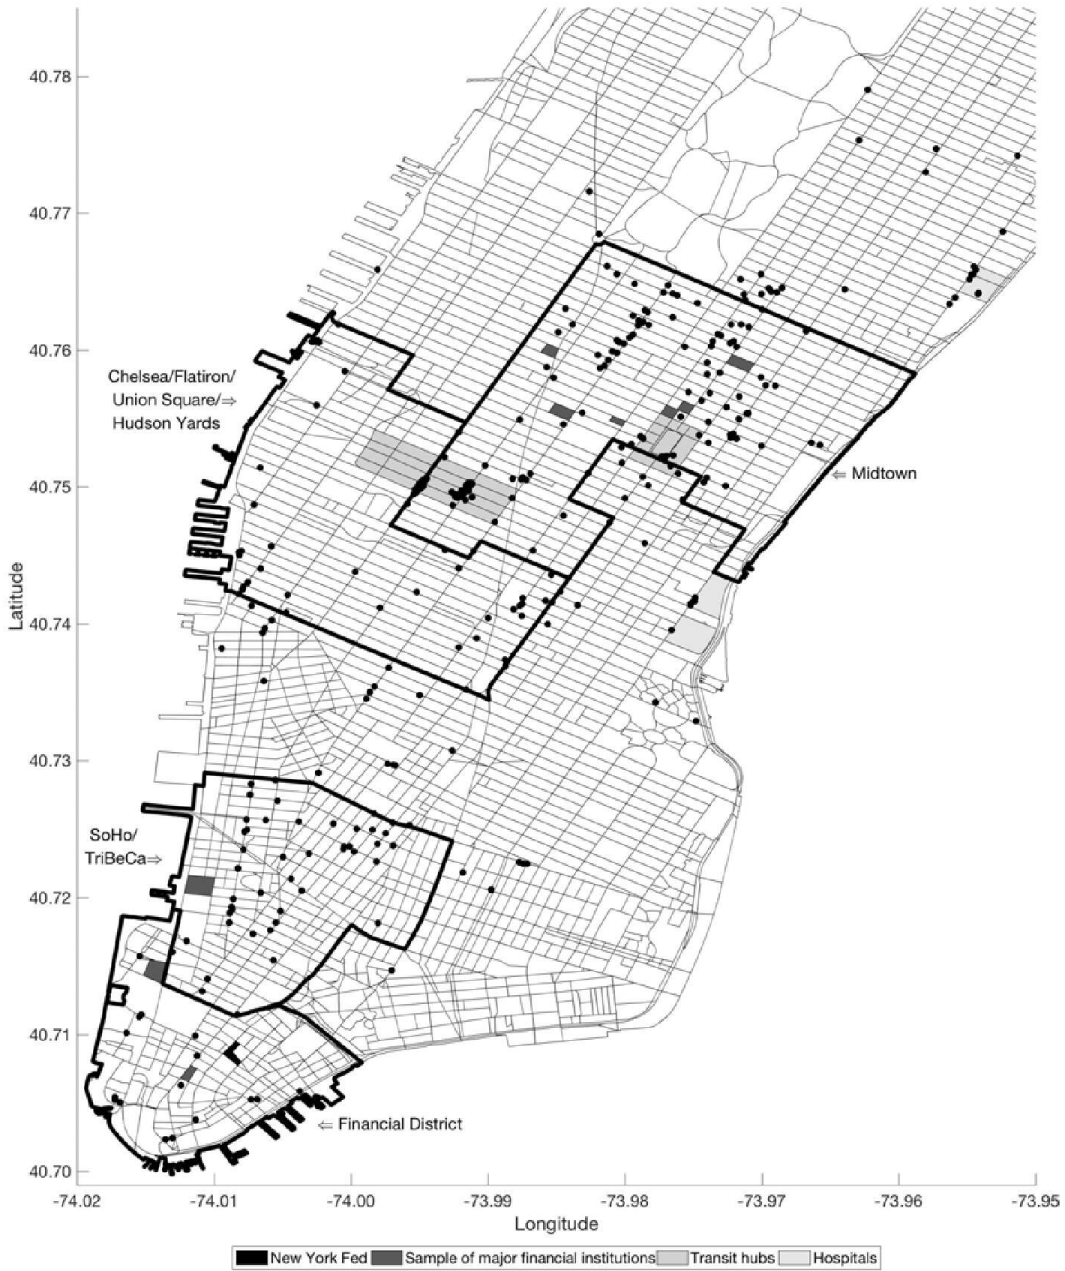 40.78
40.77
40.76
40.75
40.74
40.73
40.72
40.71
40.70
Latitude
Chelsea/Flatiron/
Union Square/⇒
Hudson Yards
⇐ Midtown
SoHo/
TriBeCa⇒
⇐ Financial District
-74.02 -74.01 -74.00 -73.99 -73.98 -73.97 -73.96 -73.95
Longitude
New York Fed Sample of major financial institutions Transit hubs Hospitals